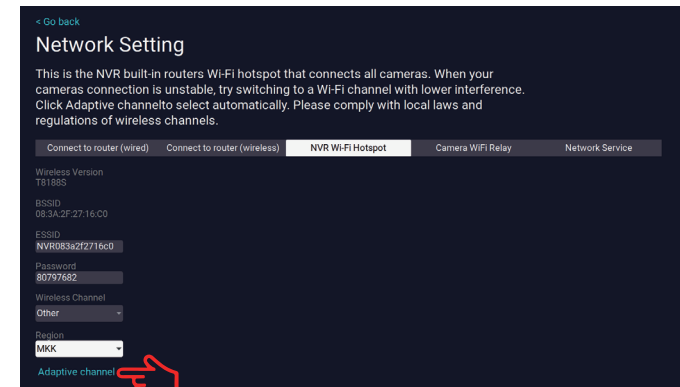 < Go back
Network Setting
This is the NVR built-in routers Wi-Fi hotspot that connects all cameras. When your
cameras connection is unstable, try switching to a Wi-Fi channel with lower interference.
Click Adaptive channelto select automatically. Please comply with local laws and
regulations of wireless channels.
Connect to router (wired) Connect to router (wireless) NVR Wi-Fi Hotspot Camera WiFi Relay Network Service
Wireless Version
T8188S
BSSID
08:3A:2F:27:16:C0
ESSID
NVR083a2f2716c0
Password
80797682
Wireless Channel
Other
Region
MKK
Adaptive channel